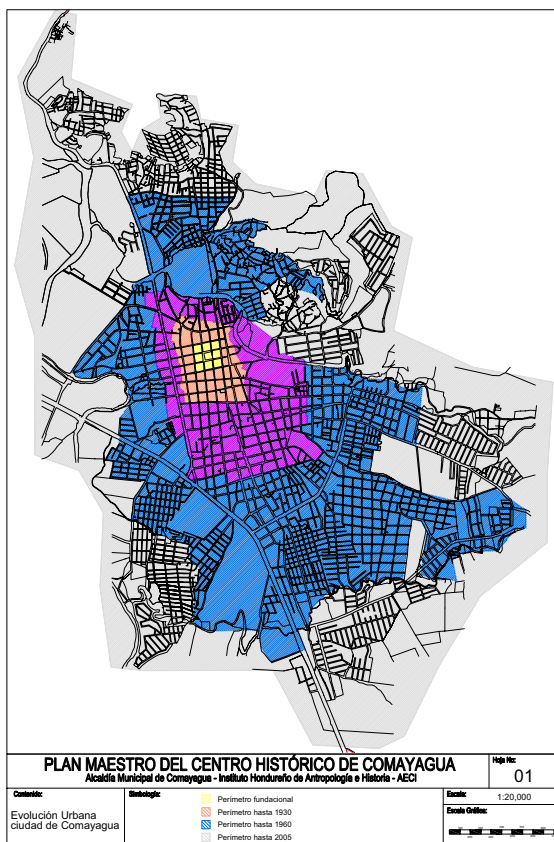 PLAN MAESTRO DEL CENTRO HISTÓRICO DE COMAYAGUA
Alcaldía Municipal de Comayagua - Instituto Hondureño de Antropología e Historia - AECI
Hoja No:
01
Contenido:
Evolución Urbana
ciudad de Comayagua
Simbología:
Perímetro fundacional
Perímetro hasta 1930
Perímetro hasta 1960
Perímetro hasta 2005
Escala:
1:20,000
Escala Gráfica: